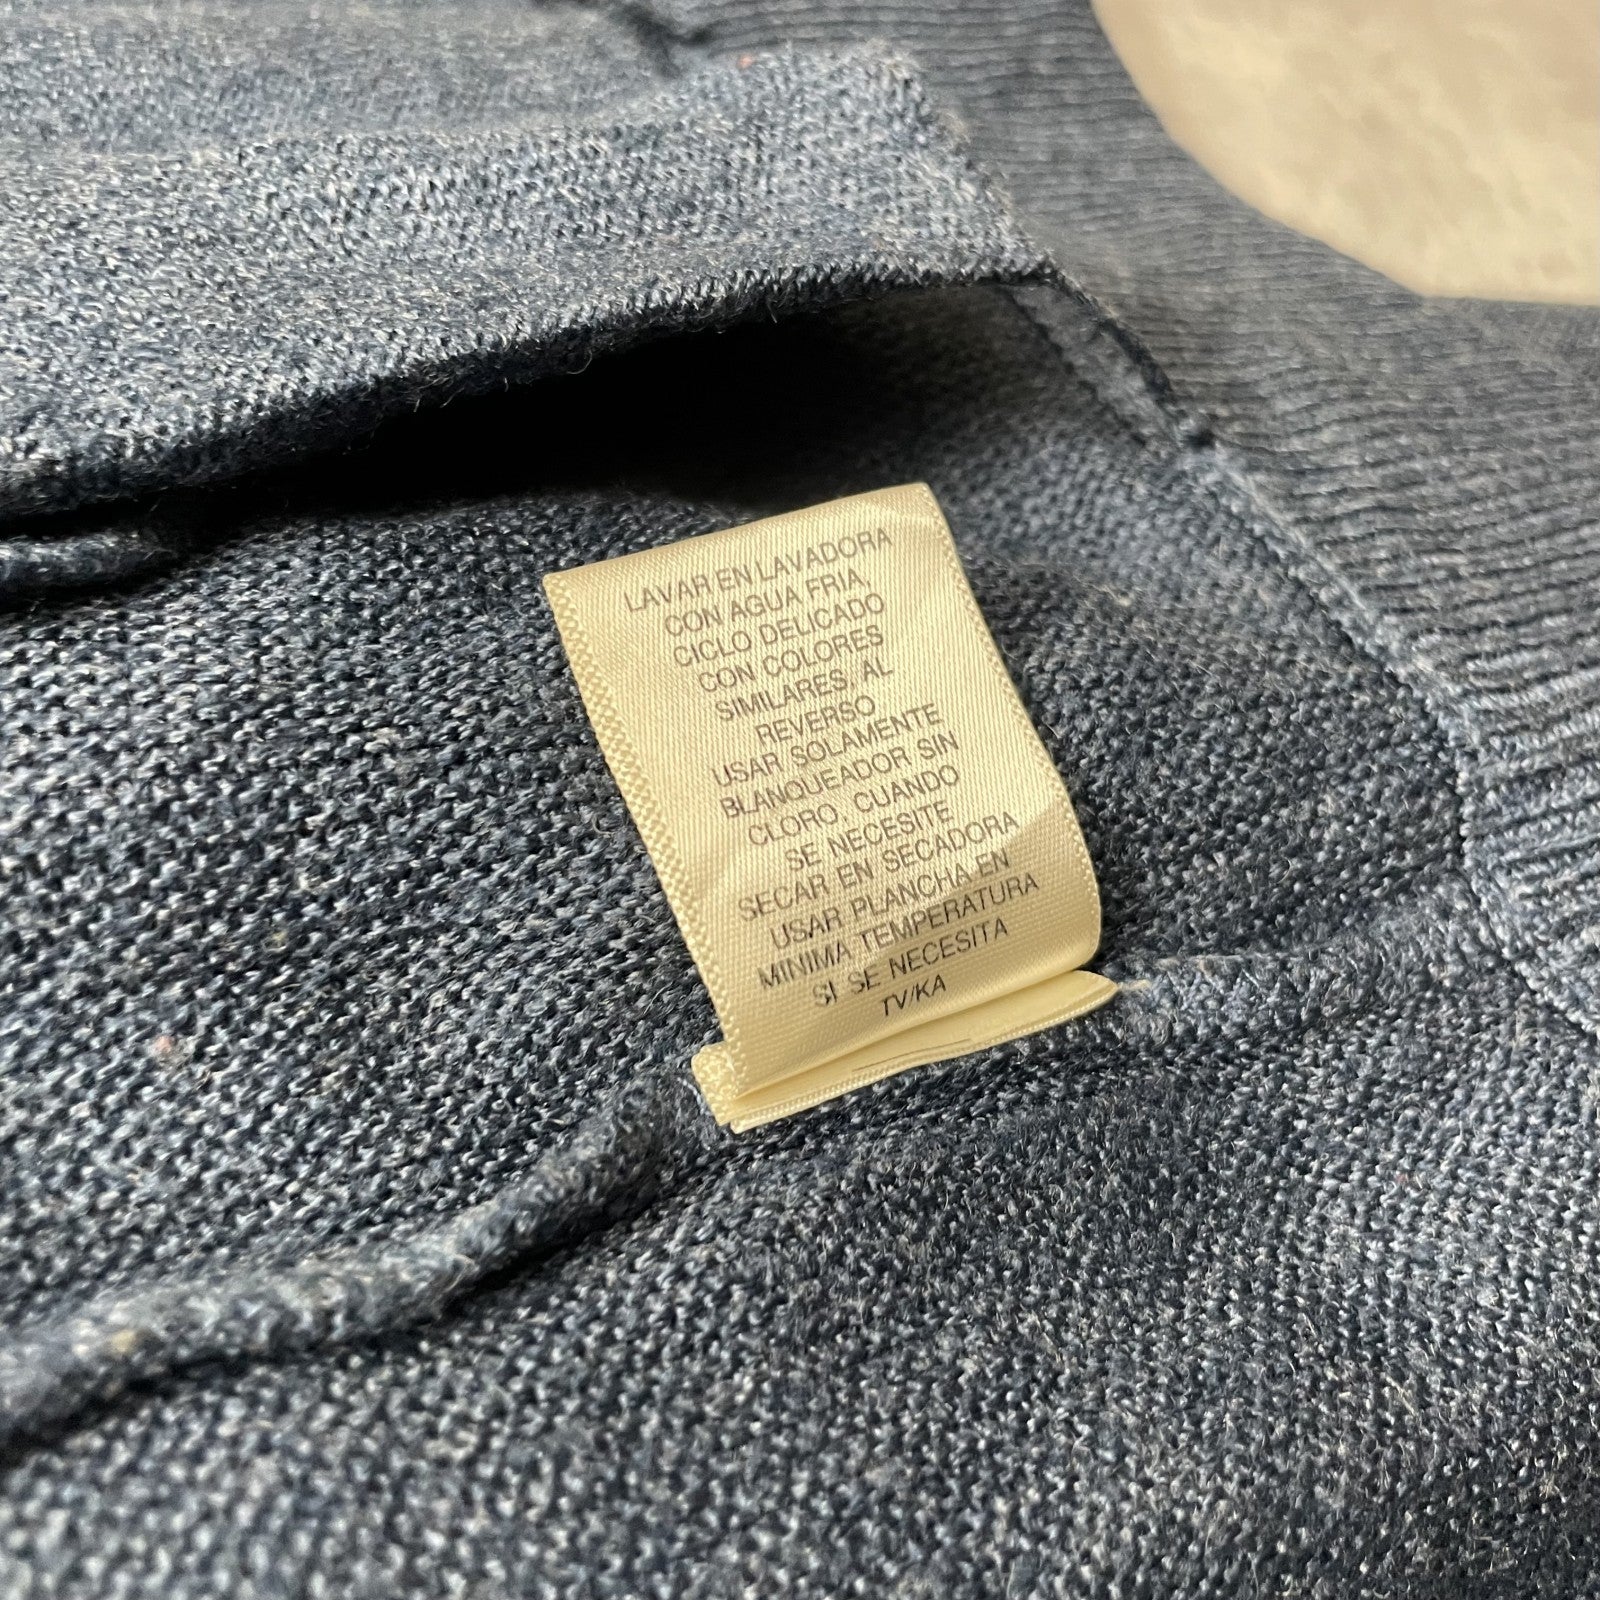 LAVAR EN LAVADORA
CON AGUA FRIA,
CICLO DELICADO
CON COLORES
SIMILARES, AL
REVERSO
USAR SOLAMENTE
BLANQUEADOR SIN
CLORO, CUANDO
SE NECESITE
SECAR EN SECADORA
USAR PLANCHA EN
MINIMA TEMPERATURA
SI SE NECESITA
TV/KA